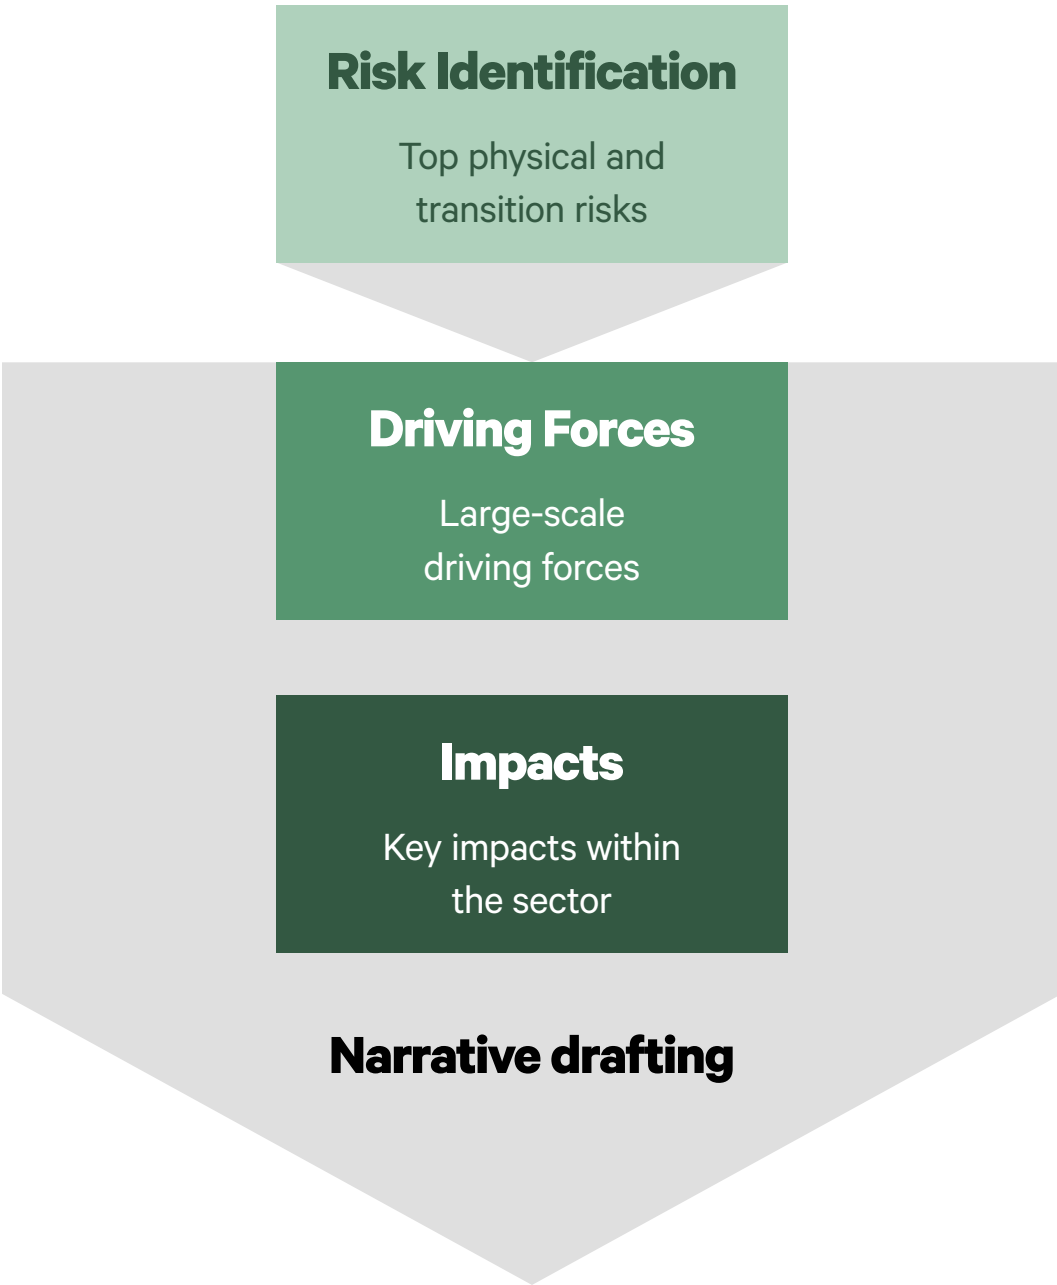 Risk Identification
Top physical and
transition risks
Driving Forces
Large-scale
driving forces
Impacts
Key impacts within
the sector
Narrative drafting